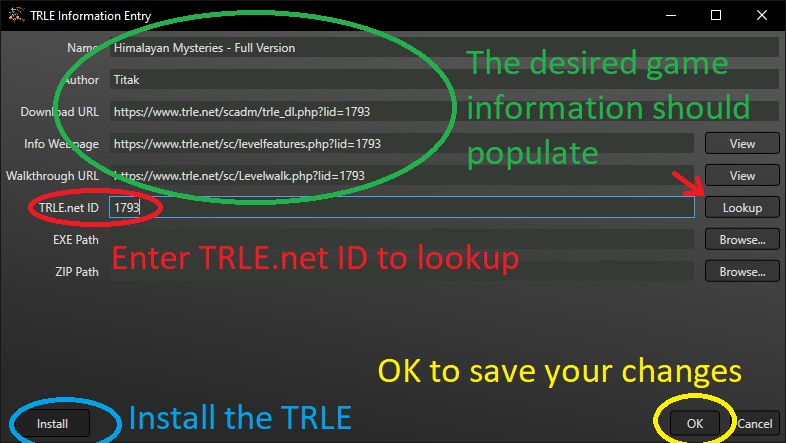 TRLE Information Entry
Name Himalayan Mysteries - Full Version
Author Titak
The desired game
information should
populate
Download URL https://www.trle.net/scadm/trle_dl.php?lid=1793
Info Webpage https://www.trle.net/sc/levelfeatures.php?lid=1793 View
Walkthrough URL https://www.trle.net/sc/Levelwalk.php?lid=1793 View
TRLE.net ID 1793 Lookup
EXE Path Browse...
Enter TRLE.net ID to lookup
ZIP Path Browse...
OK to save your changes
Install Install the TRLE OK Cancel